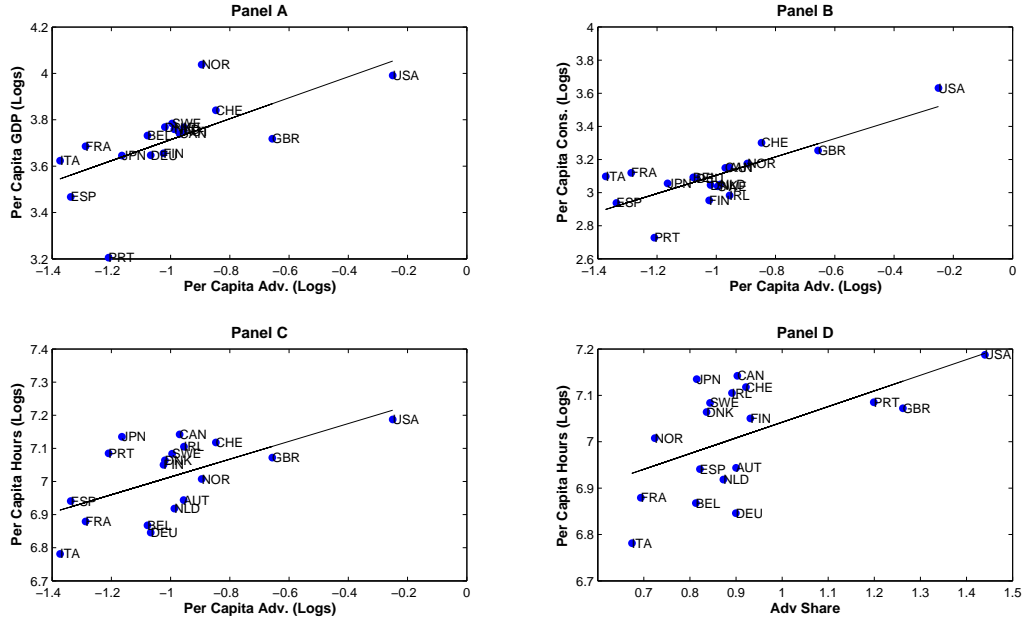 Panel A
4.2
4
3.8
3.6
3.4
3.2
Per Capita GDP (Logs)
NOR
USA
CHE
SWE
GBR
BEL
CAN
FRA
JPN
DEU
FIN
ITA
ESP
PRT
−1.4 −1.2 −1 −0.8 −0.6 −0.4 −0.2 0
Per Capita Adv. (Logs)
Panel B
4
3.8
3.6
3.4
3.2
3
2.8
2.6
Per Capita Cons. (Logs)
USA
CHE
GBR
NOR
ITA
FRA
JPN
ESP
FIN
IRL
PRT
−1.4 −1.2 −1 −0.8 −0.6 −0.4 −0.2 0
Per Capita Adv. (Logs)
Panel C
7.4
7.3
7.2
7.1
7
6.9
6.8
6.7
Per Capita Hours (Logs)
USA
JPN
CAN
CHE
IRL
PRT
SWE
DNK
FIN
GBR
NOR
ESP
AUT
NLD
FRA
BEL
DEU
ITA
−1.4 −1.2 −1 −0.8 −0.6 −0.4 −0.2 0
Per Capita Adv. (Logs)
Panel D
7.2
7.1
7
6.9
6.8
6.7
Per Capita Hours (Logs)
USA
JPN
CAN
CHE
IRL
SWE
DNK
FIN
PRT
GBR
NOR
ESP
AUT
NLD
FRA
BEL
DEU
ITA
0.7 0.8 0.9 1 1.1 1.2 1.3 1.4 1.5
Adv Share